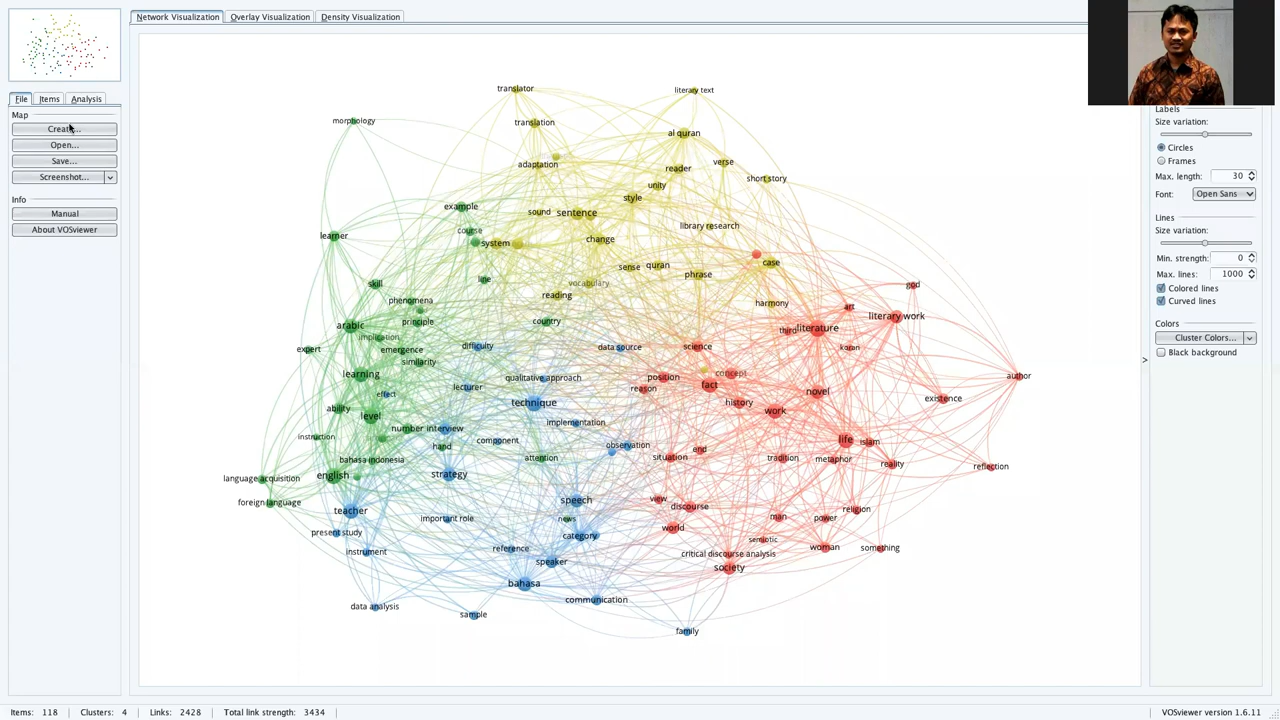 Network Visualization
Overlay Visualization
Density Visualization
File
Items
Analysis
Map
Create...
Open...
Save...
Screenshot...
Info
Manual
About VOSviewer
translator
literary text
morphology
translation
al quran
adaptation
reader
verse
short story
unity
style
example
sound
sentence
library research
course
learner
system
change
case
sense
quran
phrase
line
vocabulary
skill
god
reading
phenomena
harmony
art
literary work
country
principle
arabic
third
literature
implication
expert
emergence
difficulty
data source
science
koran
similarity
learning
qualitative approach
position
concept
author
reason
fact
lecturer
effect
novel
existence
ability
technique
history
level
work
implementation
number
interview
instruction
component
life
islam
hand
observation
end
bahasa indonesia
attention
situation
tradition
metaphor
reality
reflection
english
strategy
language acquisition
speech
view
foreign language
teacher
discourse
religion
important role
news
man
power
present study
category
world
semiotic
instrument
reference
critical discourse analysis
woman
something
speaker
society
bahasa
communication
data analysis
sample
family
Labels
Size variation:
Circles
Frames
Max. length:
30
Font:
Open Sans
Lines
Size variation:
Min. strength:
0
Max. lines:
1000
Colored lines
Curved lines
Colors
Cluster Colors...
Black background
>
Items: 118
Clusters: 4
Links: 2428
Total link strength: 3434
VOSviewer version 1.6.11